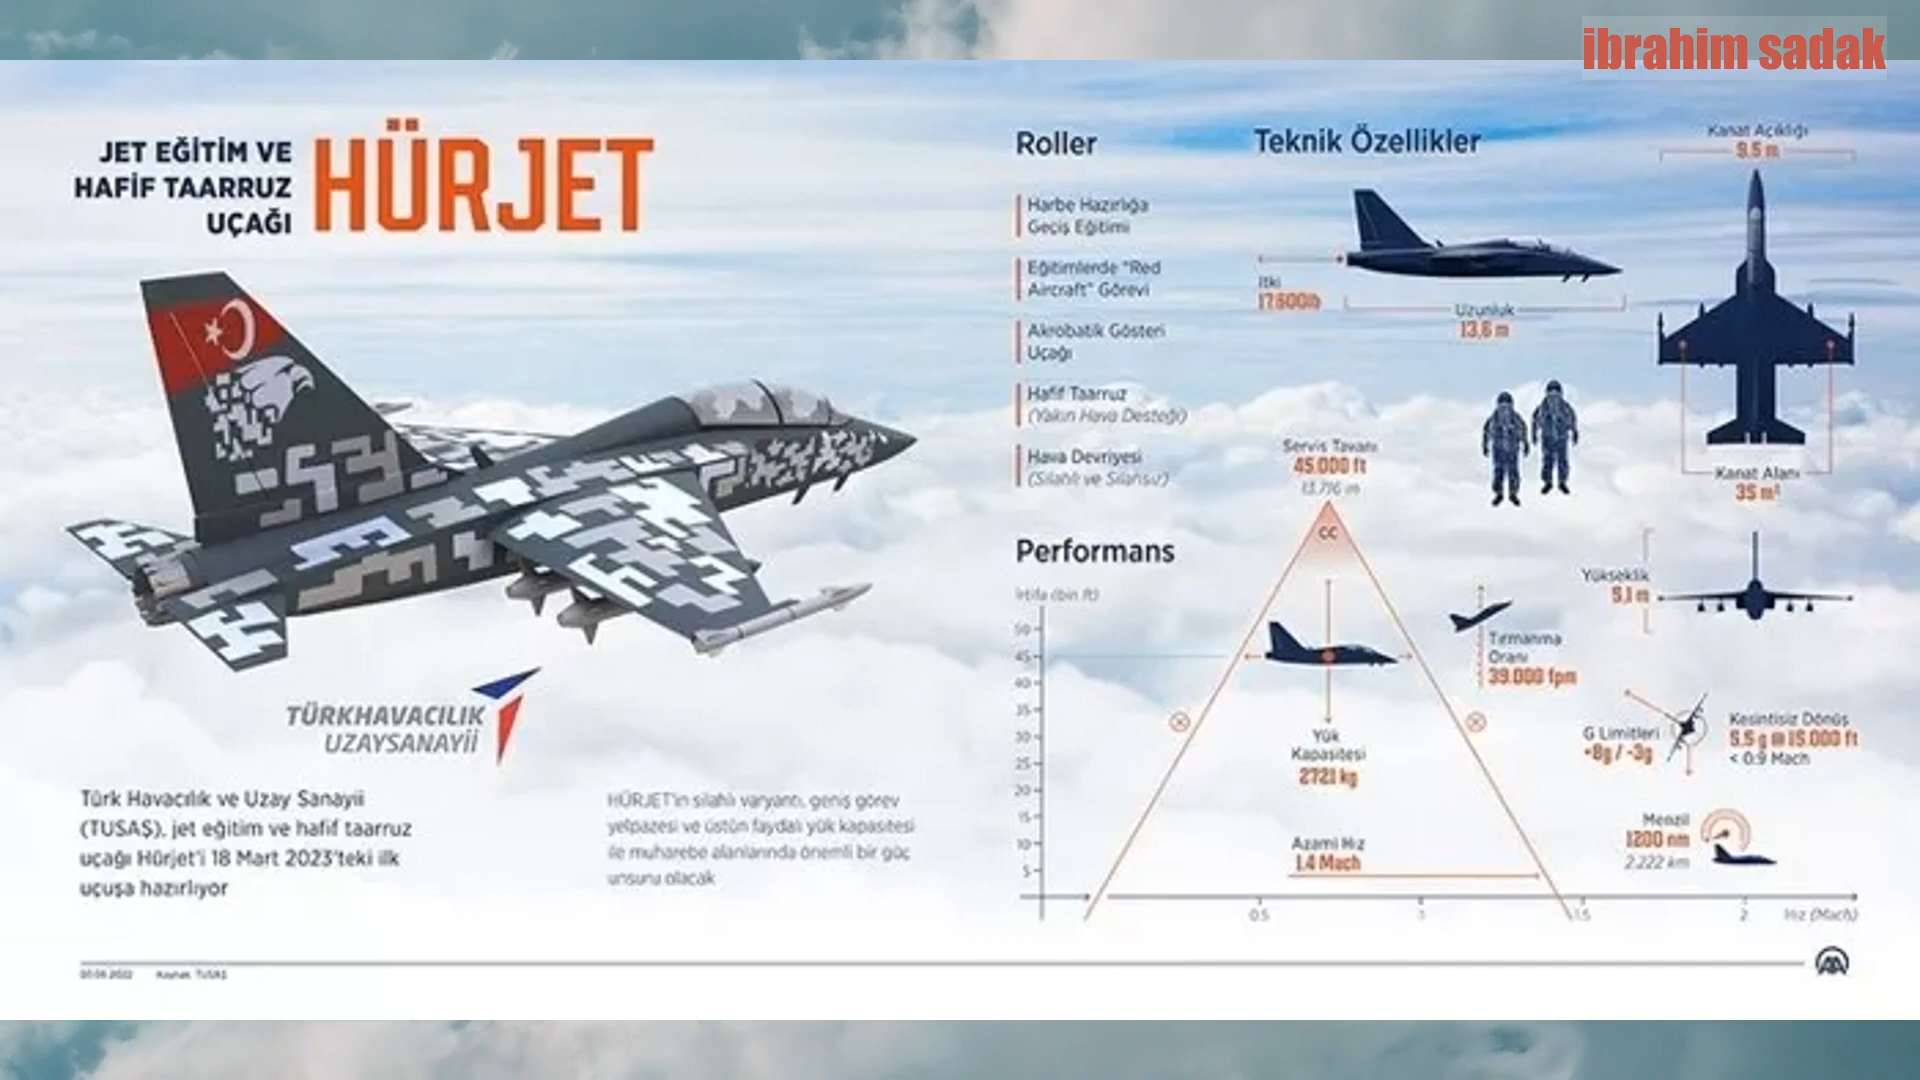 ibrahim sadak
JET EĞİTİM VE
HAFİF TAARRUZ
UÇAĞI
HÜRJET
TÜRKHAVACILIK
UZAYSANAYİİ
Türk Havacılık ve Uzay Sanayii
(TUSAŞ), jet eğitim ve hafif taarruz
uçağı Hürjet'i 18 Mart 2023'teki ilk
uçuşa hazırlıyor
HÜRJET'in silahlı varyantı, geniş görev
yelpazesi ve üstün faydalı yük kapasitesi
ile muharebe alanlarında önemli bir güç
unsuru olacak
Roller
Harbe Hazırlığa
Geçiş Eğitimi
Eğitimlerde "Red
Aircraft" Görevi
Akrobatik Gösteri
Uçağı
Hafif Taarruz
(Yakın Hava Desteği)
Hava Devriyesi
(Silahlı ve Silahsız)
Teknik Özellikler
İtki
17.600lb
Uzunluk
13,6 m
Kanat Açıklığı
9,5 m
Kanat Alanı
35 m²
Servis Tavanı
45.000 ft
13.716 m
Yükseklik
5,1 m
Performans
İrtifa (bin ft)
50
45
40
35
30
25
20
15
10
5
CC
Yük
Kapasitesi
2721 kg
Azami Hız
1.4 Mach
Tırmanma
Oranı
39.000 fpm
G Limitleri
+8g / -3g
Kesintisiz Dönüş
5.5 g @ 15.000 ft
< 0.9 Mach
Menzil
1200 nm
2.222 km
0.5
1
1.5
2
Hız (Mach)
Kaynak: TUSAŞ
AA